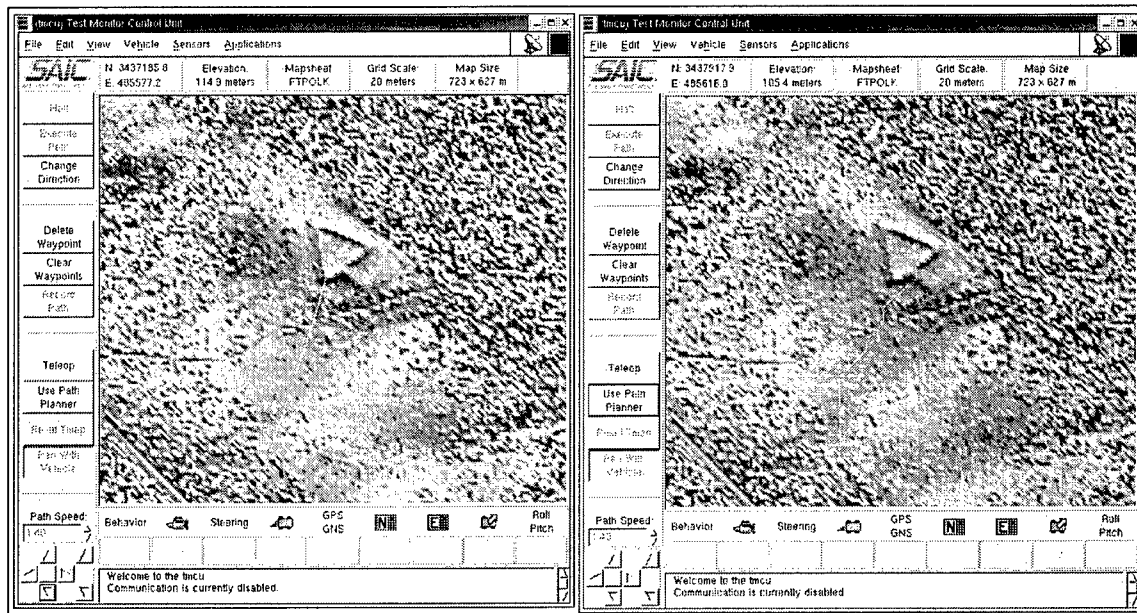 tmcu) Test Monitor Control Unit
File Edit View Vehicle Sensors Applications
SAIC
N: 3437185.8
E: 485577.2
Elevation:
114.9 meters
Mapsheet
FTPOLK
Grid Scale:
20 meters
Map Size
723 x 627 m
Halt
Execute
Path
Change
Direction
Delete
Waypoint
Clear
Waypoints
Record
Path
Teleop
Use Path
Planner
Pan With
Vehicle
Path Speed:
Behavior
Steering
GPS
GNS
N
E
Roll
Pitch
Welcome to the tmcu
Communication is currently disabled.
tmcu) Test Monitor Control Unit
File Edit View Vehicle Sensors Applications
SAIC
N: 3437917.9
Elevation:
105.4 meters
Mapsheet
FTPOLK
Grid Scale:
20 meters
Map Size
723 x 627 m
Halt
Execute
Path
Change
Direction
Delete
Waypoint
Clear
Waypoints
Record
Path
Teleop
Use Path
Planner
Pan With
Vehicle
Path Speed:
Behavior
Steering
GPS
GNS
N
E
Roll
Pitch
Welcome to the tmcu
Communication is currently disabled